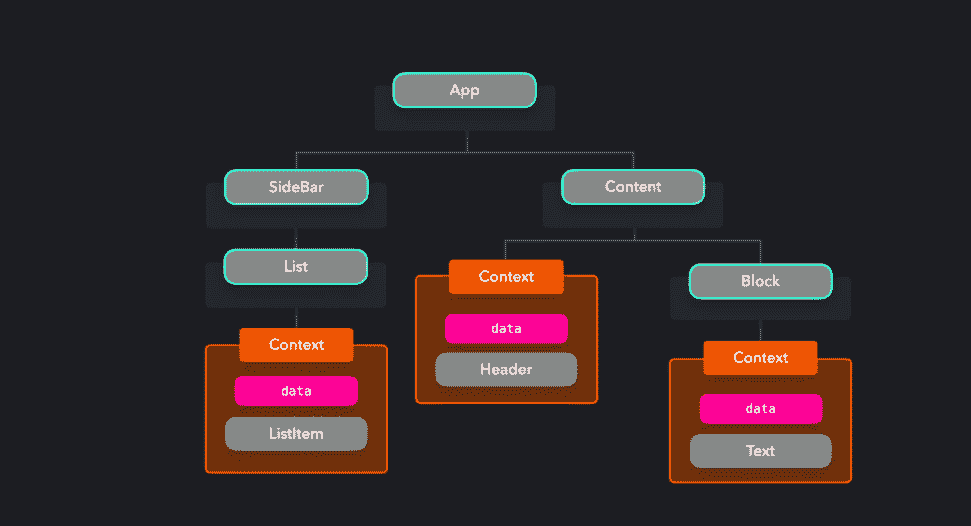 App
SideBar
Content
List
Context
Block
data
Header
Context
data
ListItem
Context
data
Text